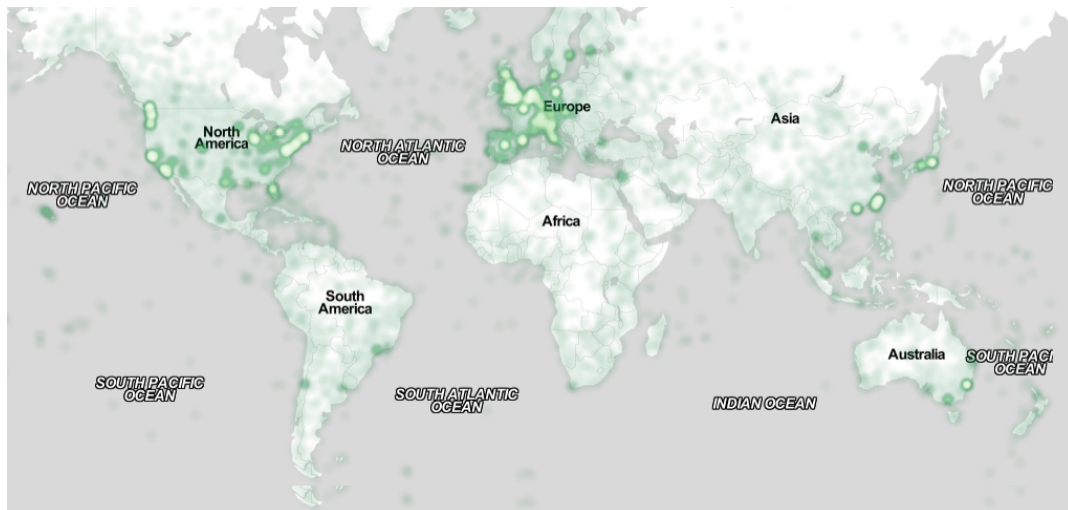 Europe
Asia
North
America
NORTH ATLANTIC
OCEAN
NORTH PACIFIC
OCEAN
NORTH PACIFIC
OCEAN
Africa
South
America
Australia
SOUTH PACI
OCEAN
SOUTH PACIFIC
OCEAN
SOUTH ATLANTIC
OCEAN
INDIAN OCEAN